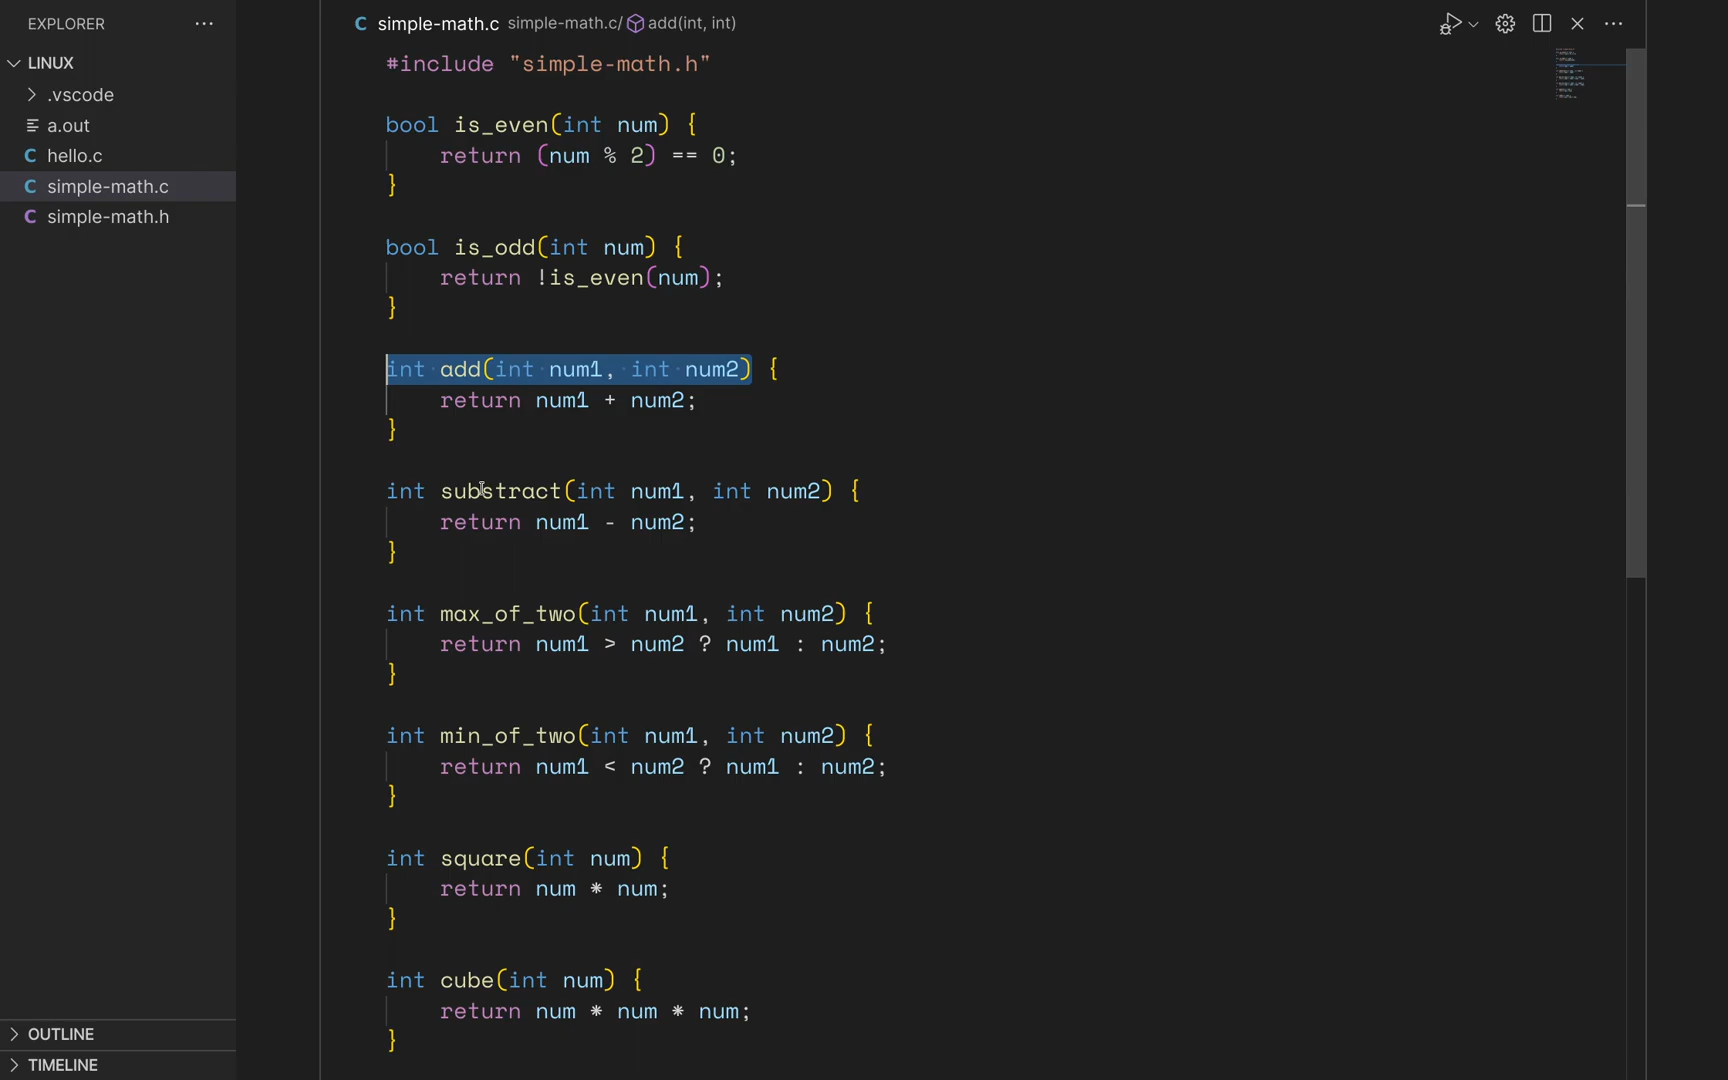 EXPLORER ...
LINUX
.vscode
a.out
C hello.c
C simple-math.c
C simple-math.h
OUTLINE
TIMELINE
C simple-math.c simple-math.c/ add(int, int)
#include "simple-math.h"
bool is_even(int num) {
return (num % 2) == 0;
}
bool is_odd(int num) {
return !is_even(num);
}
int add(int num1, int num2) {
return num1 + num2;
}
int substract(int num1, int num2) {
return num1 - num2;
}
int max_of_two(int num1, int num2) {
return num1 > num2 ? num1 : num2;
}
int min_of_two(int num1, int num2) {
return num1 < num2 ? num1 : num2;
}
int square(int num) {
return num * num;
}
int cube(int num) {
return num * num * num;
}